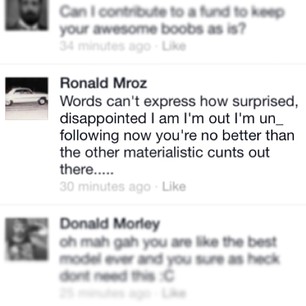 Can I contribute to a fund to keep
your awesome boobs as is?
34 minutes ago · Like
Ronald Mroz
Words can't express how surprised,
disappointed I am I'm out I'm un_
following now you're no better than
the other materialistic cunts out
there.....
30 minutes ago · Like
Donald Morley
oh mah gah you are like the best
model ever and you sure as heck
dont need this :C
25 minutes ago · Like